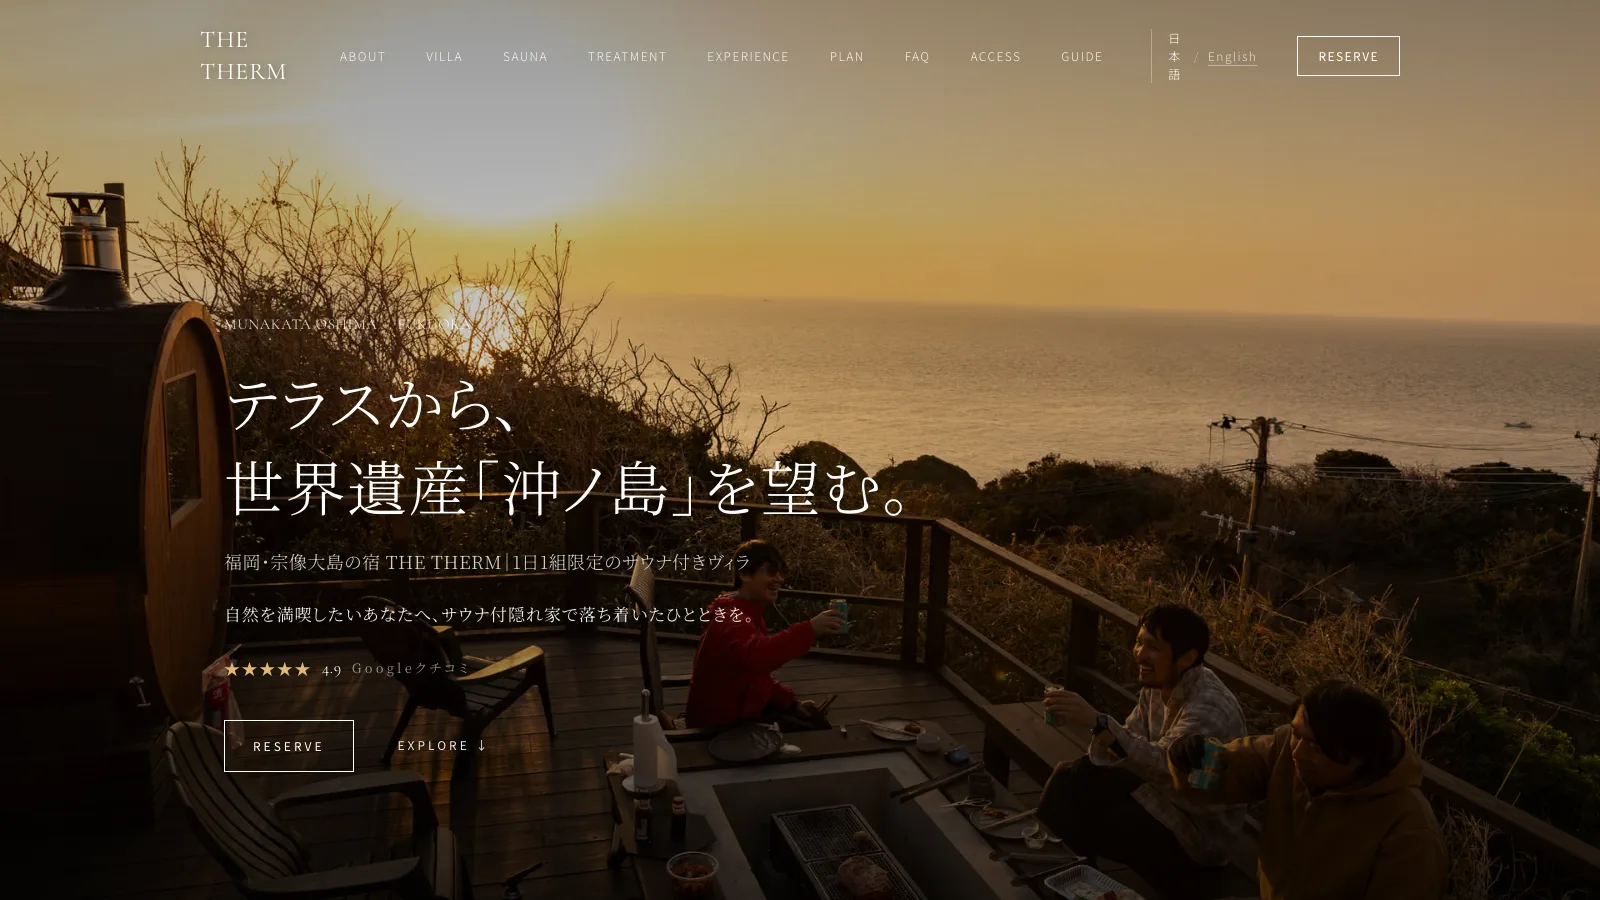 THE
THERM
ABOUT
VILLA
SAUNA
TREATMENT
EXPERIENCE
PLAN
FAQ
ACCESS
GUIDE
日本語 / English
RESERVE
MUNAKATA OSHIMA FUKUOKA
テラスから、
世界遺産「沖ノ島」を望む。
福岡・宗像大島の宿 THE THERM｜1日1組限定のサウナ付きヴィラ
自然を満喫したいあなたへ、サウナ付隠れ家で落ち着いたひとときを。
★★★★★ 4.9 Googleクチコミ
RESERVE
EXPLORE ↓